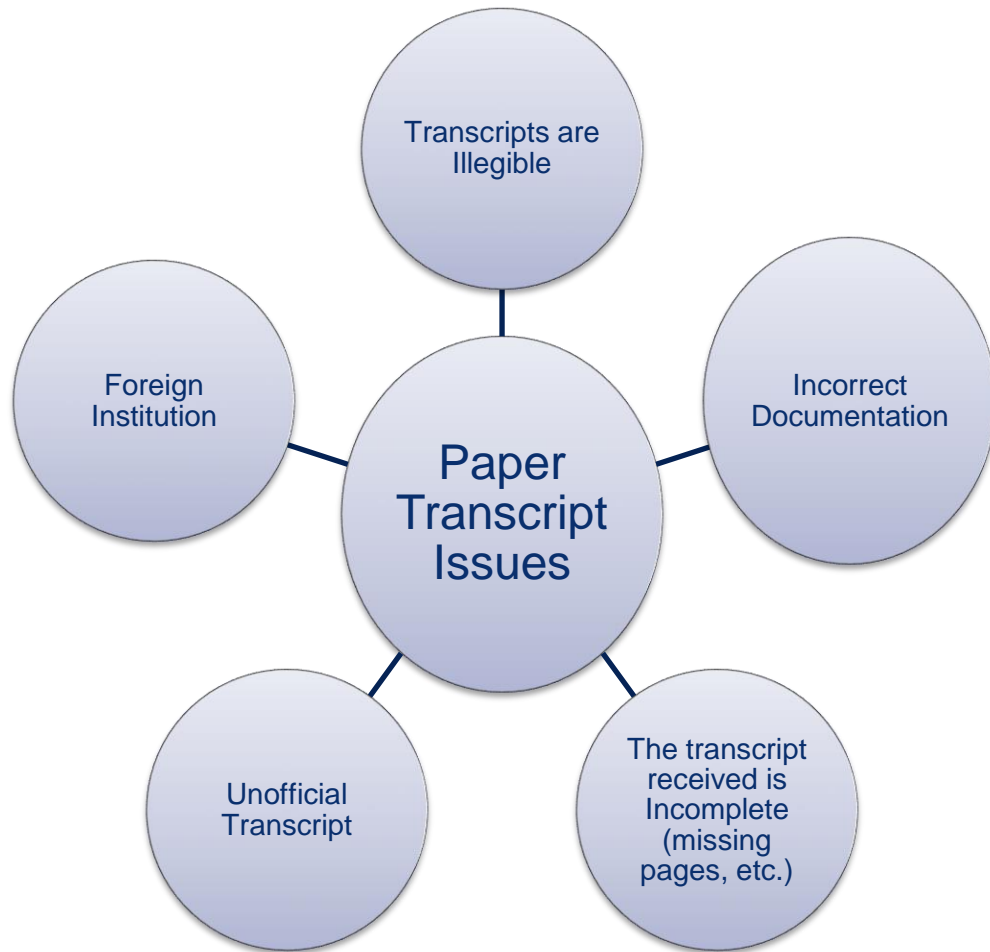 Transcripts are
Illegible
Foreign
Institution
Incorrect
Documentation
Paper
Transcript
Issues
Unofficial
Transcript
The transcript
received is
Incomplete
(missing
pages, etc.)